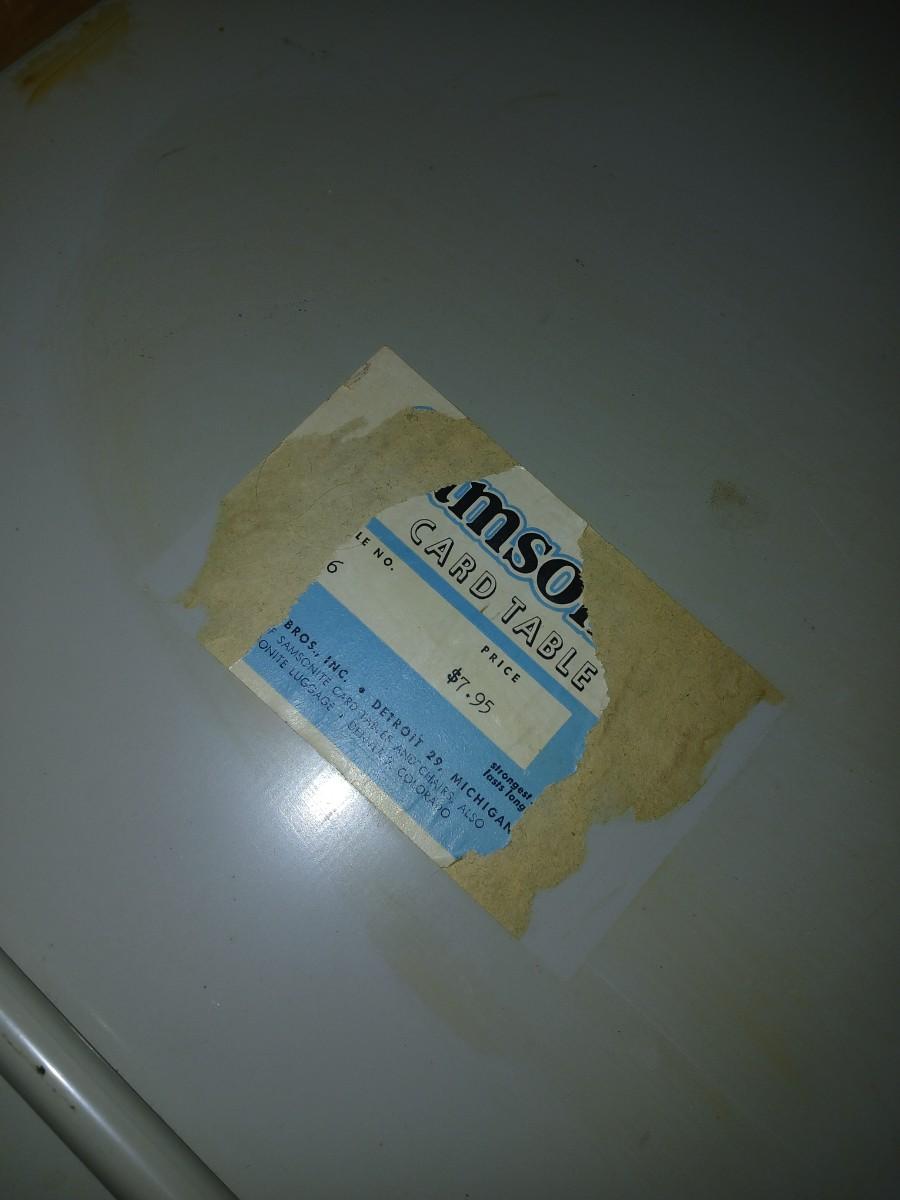 amson
CARD TABLE
LE NO.
6
PRICE
$7.95
strongest..
lasts long
BROS., INC. • DETROIT 29, MICHIGAN
F SAMSONITE CARD TABLES AND CHAIRS, ALSO
ONITE LUGGAGE • DENVER, COLORADO